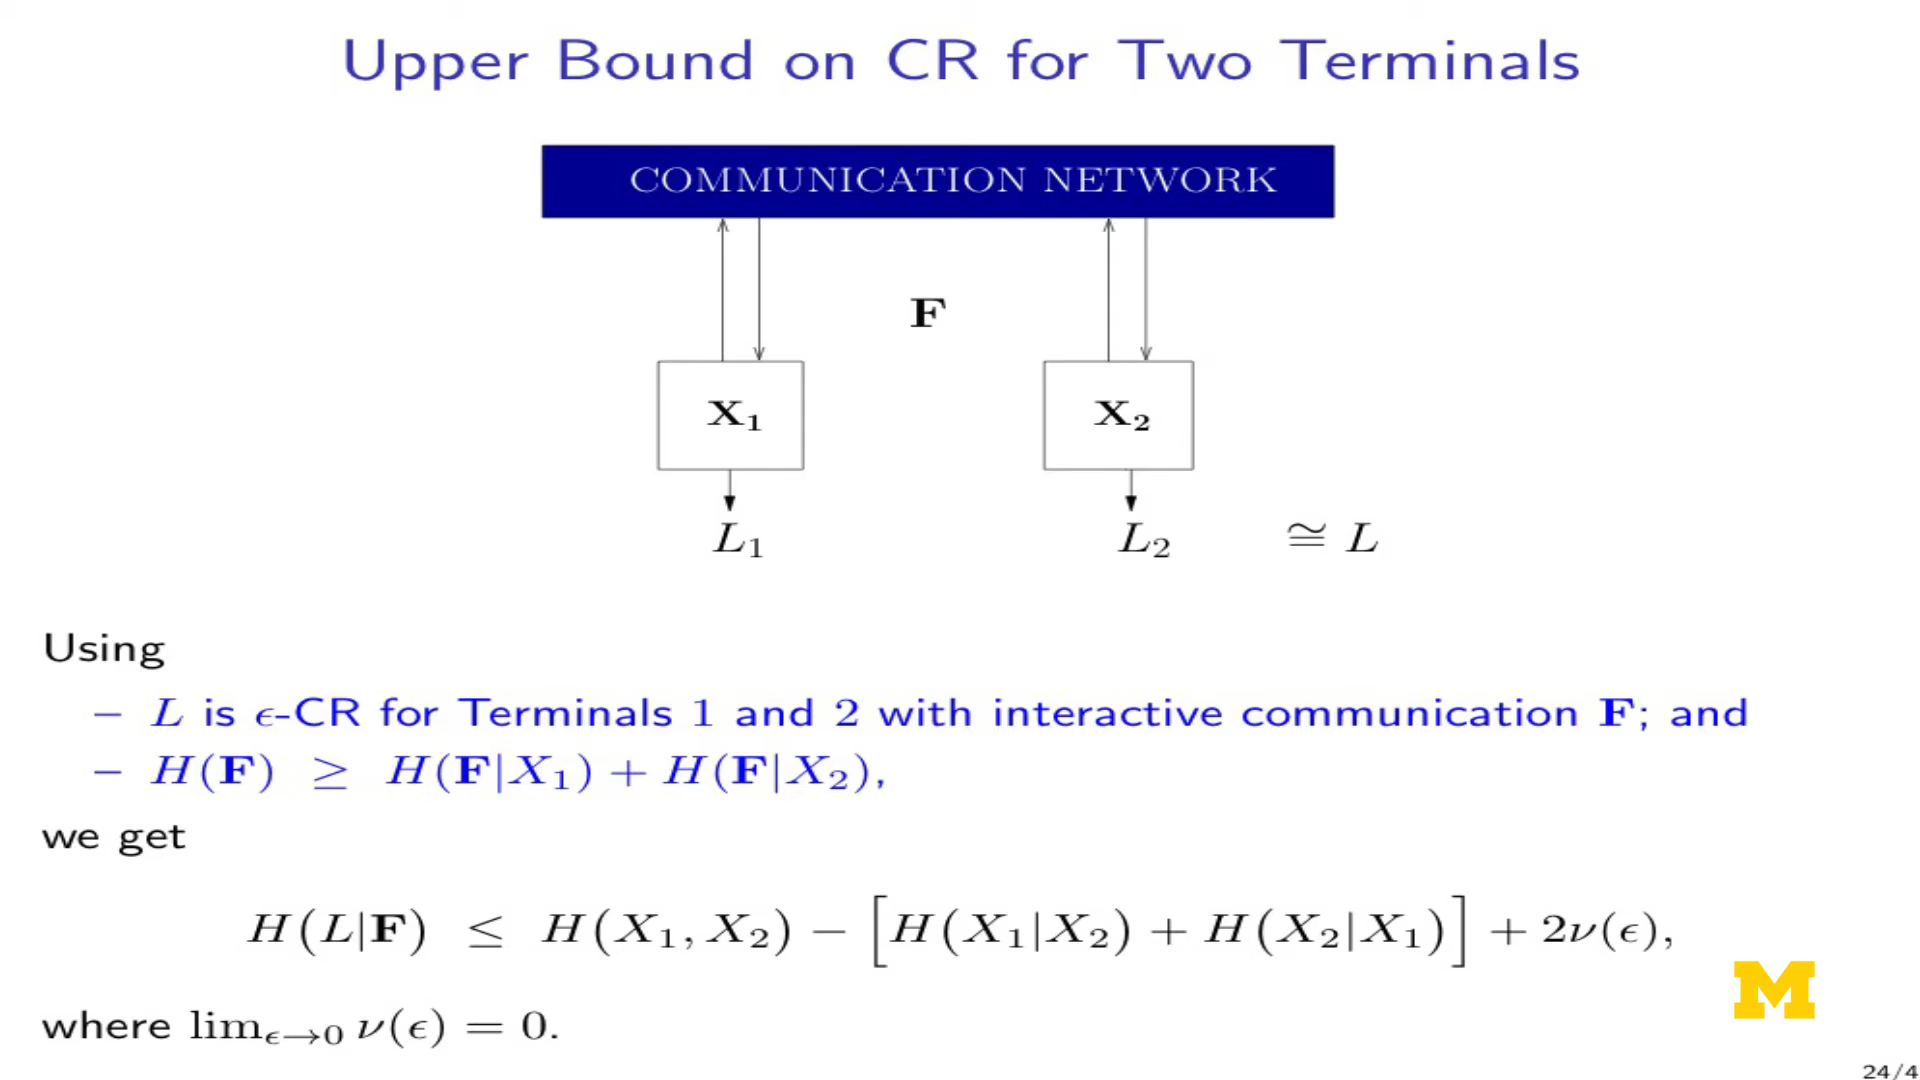 Upper Bound on CR for Two Terminals
COMMUNICATION NETWORK
F
X₁ X₂
L₁ L₂ ≅ L
Using
– L is ϵ-CR for Terminals 1 and 2 with interactive communication F; and
– H(F) ≥ H(F|X₁) + H(F|X₂),
we get
H(L|F) ≤ H(X₁, X₂) − [H(X₁|X₂) + H(X₂|X₁)] + 2ν(ϵ),
M
where lim_{ϵ→0} ν(ϵ) = 0.
24/4